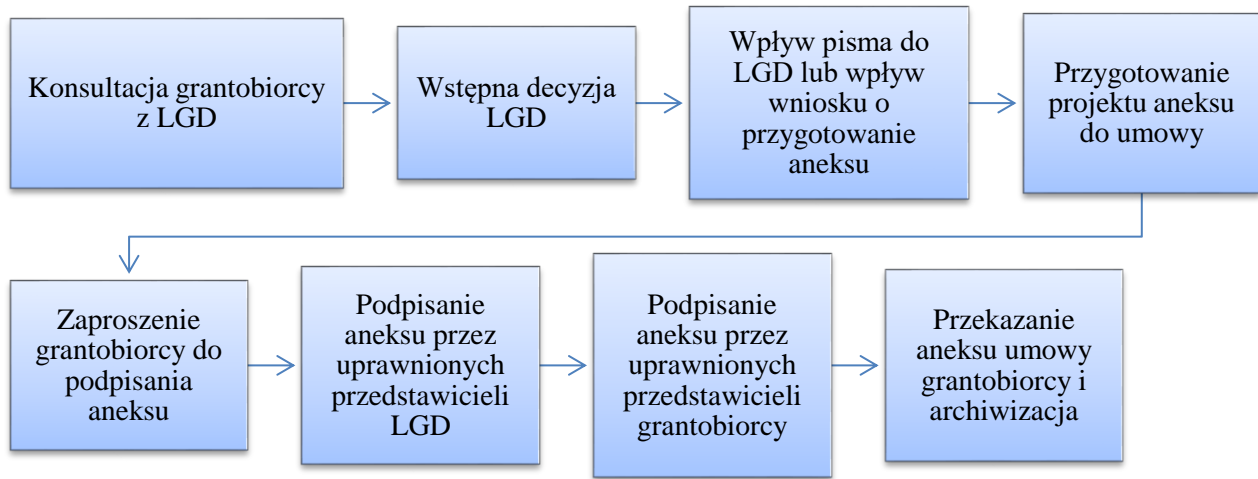 Konsultacja grantobiorcy
z LGD
Wstępna decyzja
LGD
Wpływ pisma do
LGD lub wpływ
wniosku o
przygotowanie
aneksu
Przygotowanie
projektu aneksu
do umowy
Zaproszenie
grantobiorcy do
podpisania
aneksu
Podpisanie
aneksu przez
uprawnionych
przedstawicieli
LGD
Podpisanie
aneksu przez
uprawnionych
przedstawicieli
grantobiorcy
Przekazanie
aneksu umowy
grantobiorcy i
archiwizacja